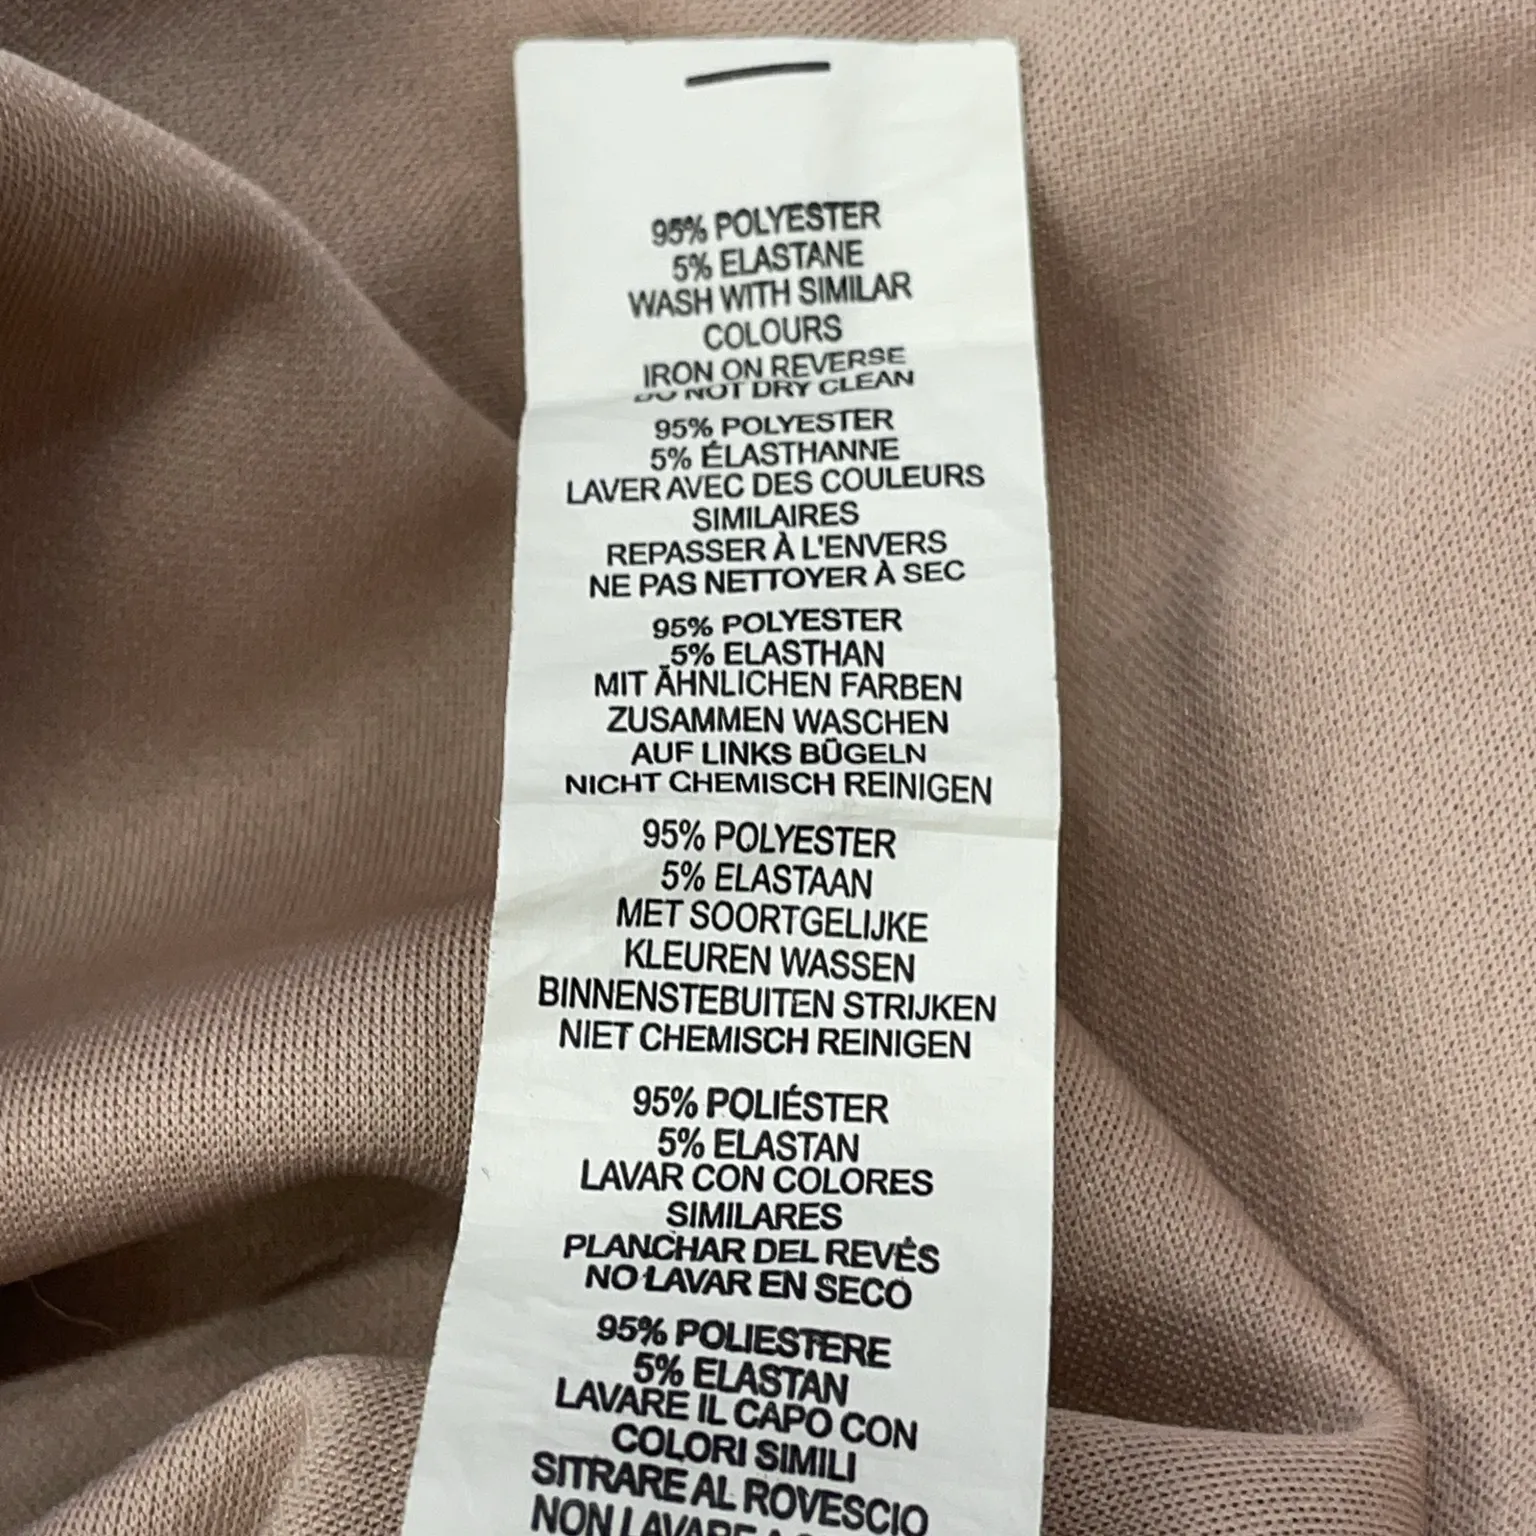 95% POLYESTER
5% ELASTANE
WASH WITH SIMILAR
COLOURS
IRON ON REVERSE
DO NOT DRY CLEAN
95% POLYESTER
5% ÉLASTHANNE
LAVER AVEC DES COULEURS
SIMILAIRES
REPASSER À L'ENVERS
NE PAS NETTOYER À SEC
95% POLYESTER
5% ELASTHAN
MIT ÄHNLICHEN FARBEN
ZUSAMMEN WASCHEN
AUF LINKS BÜGELN
NICHT CHEMISCH REINIGEN
95% POLYESTER
5% ELASTAAN
MET SOORTGELIJKE
KLEUREN WASSEN
BINNENSTEBUITEN STRIJKEN
NIET CHEMISCH REINIGEN
95% POLIÉSTER
5% ELASTAN
LAVAR CON COLORES
SIMILARES
PLANCHAR DEL REVÉS
NO LAVAR EN SECO
95% POLIESTERE
5% ELASTAN
LAVARE IL CAPO CON
COLORI SIMILI
SITRARE AL ROVESCIO
NON LAVARE